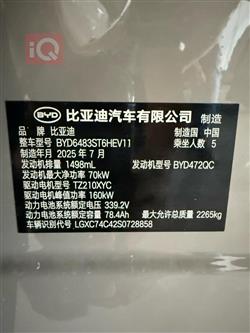 IQ
BYD 比亚迪汽车有限公司 制造
品 牌 比亚迪 制造国 中国
整车型号 BYD6483ST6HEV11 乘坐人数 5
制造年月 2025 年 7 月
发动机排量 1498mL 发动机型号 BYD472QC
发动机最大净功率 70kW
驱动电机型号 TZ210XYC
驱动电机峰值功率 160kW
动力电池系统额定电压 339.2V
动力电池系统额定容量 78.4Ah 最大允许总质量 2265kg
车辆识别代号 LGXC74C42S0728858